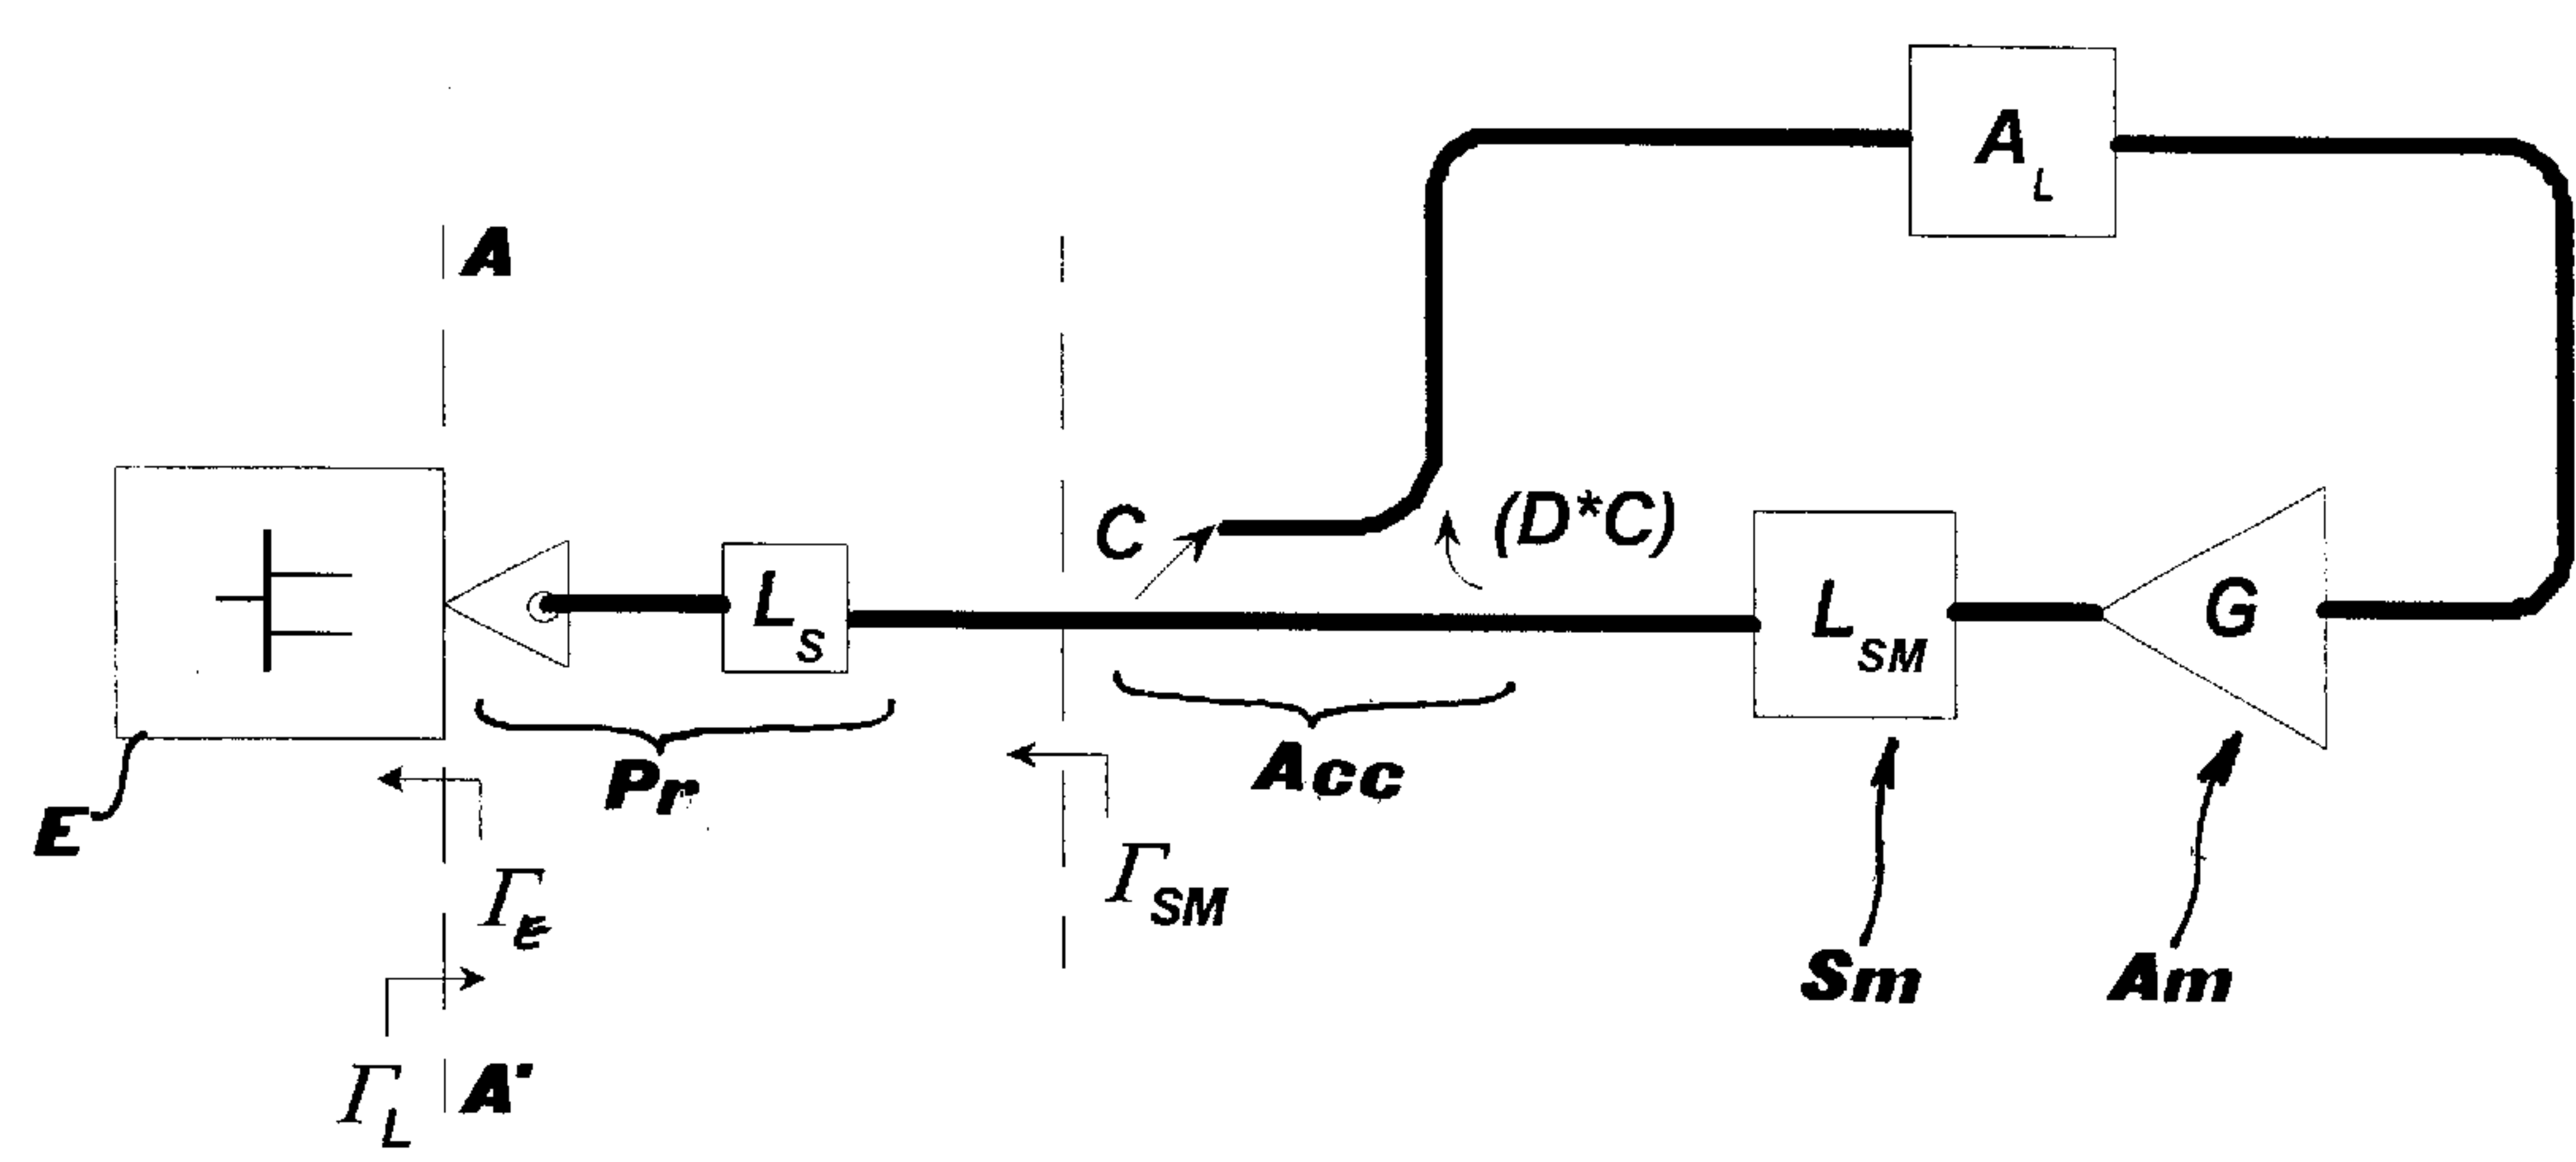 A_L
A
C
(D*C)
L_S
L_SM
G
Pr
Acc
E
Γ_E
Γ_SM
Sm
Am
Γ_L
A'